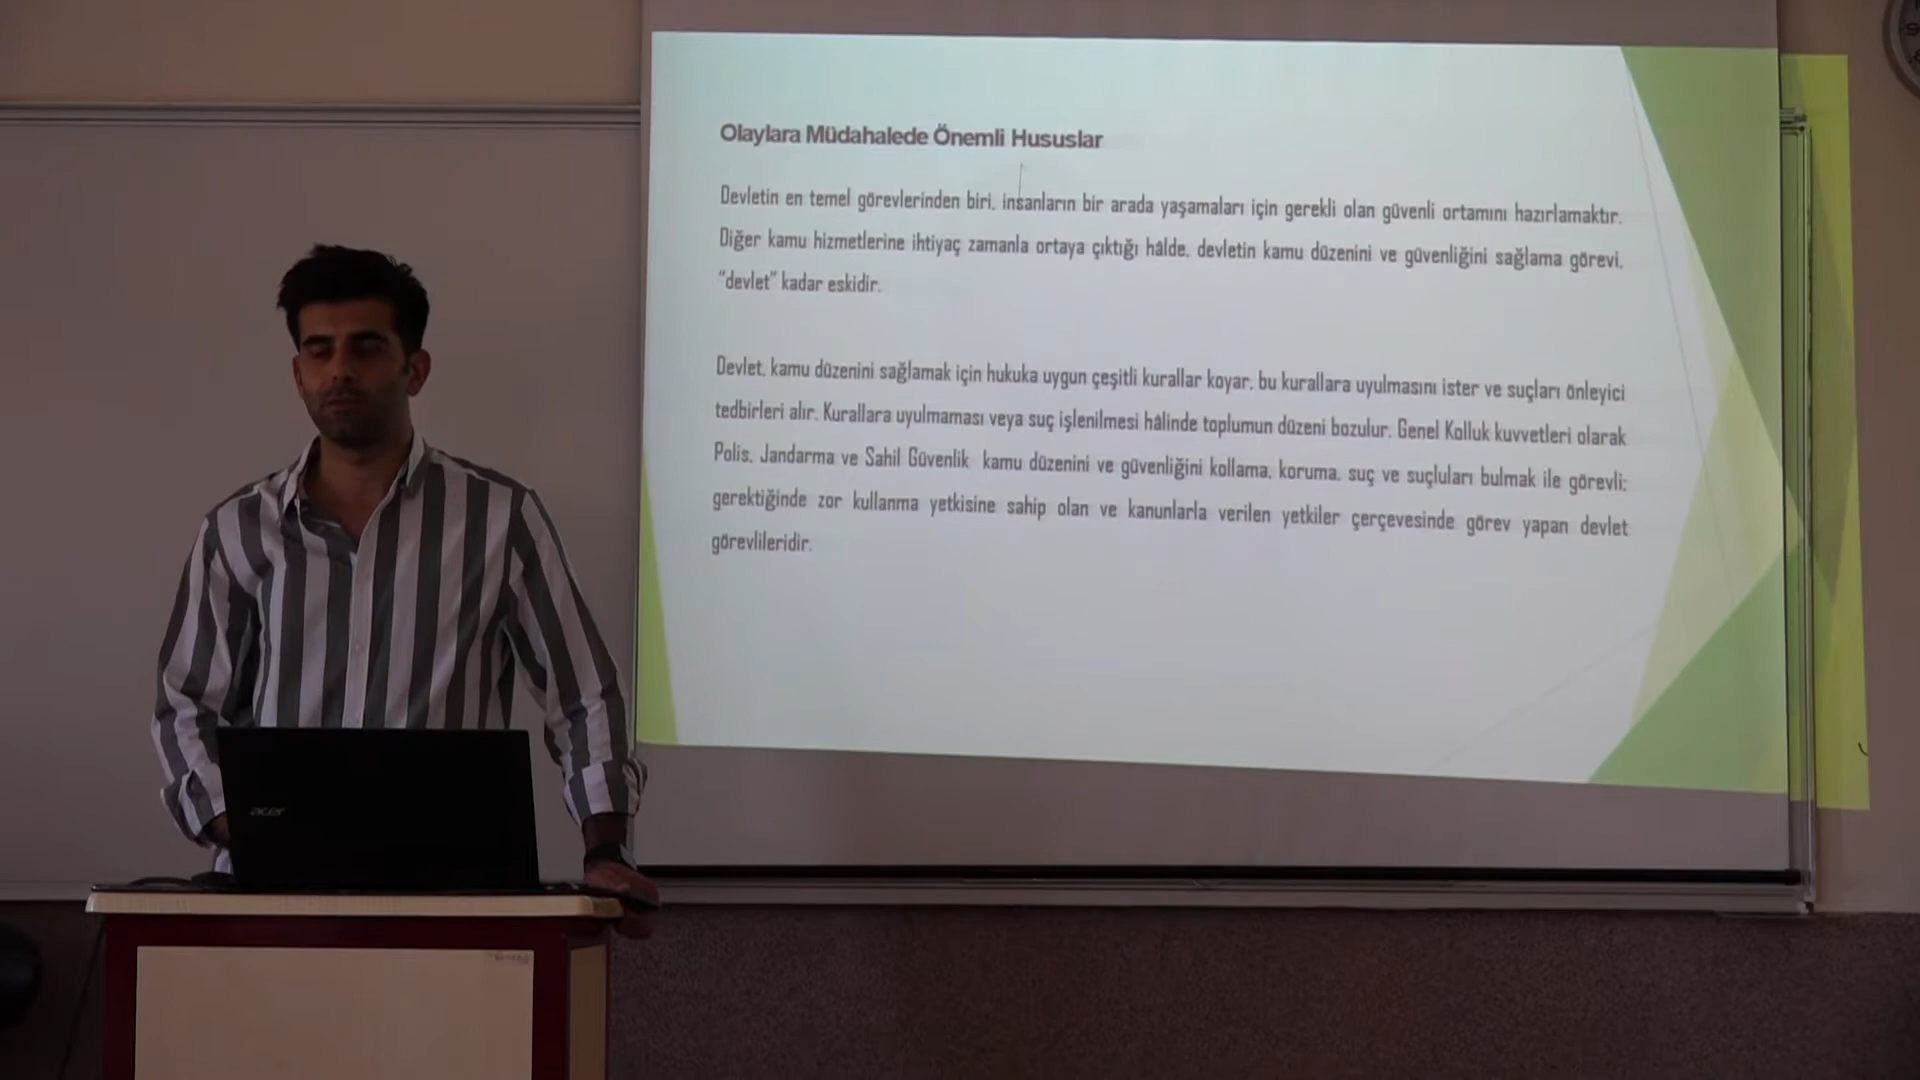 Olaylara Müdahalede Önemli Hususlar
Devletin en temel görevlerinden biri, insanların bir arada yaşamaları için gerekli olan güvenli ortamını hazırlamaktır.
Diğer kamu hizmetlerine ihtiyaç zamanla ortaya çıktığı hâlde, devletin kamu düzenini ve güvenliğini sağlama görevi,
"devlet" kadar eskidir.
Devlet, kamu düzenini sağlamak için hukuka uygun çeşitli kurallar koyar, bu kurallara uyulmasını ister ve suçları önleyici
tedbirleri alır. Kurallara uyulmaması veya suç işlenilmesi hâlinde toplumun düzeni bozulur. Genel Kolluk kuvvetleri olarak
Polis, Jandarma ve Sahil Güvenlik kamu düzenini ve güvenliğini kollama, koruma, suç ve suçluları bulmak ile görevli;
gerektiğinde zor kullanma yetkisine sahip olan ve kanunlarla verilen yetkiler çerçevesinde görev yapan devlet
görevlileridir.
acer